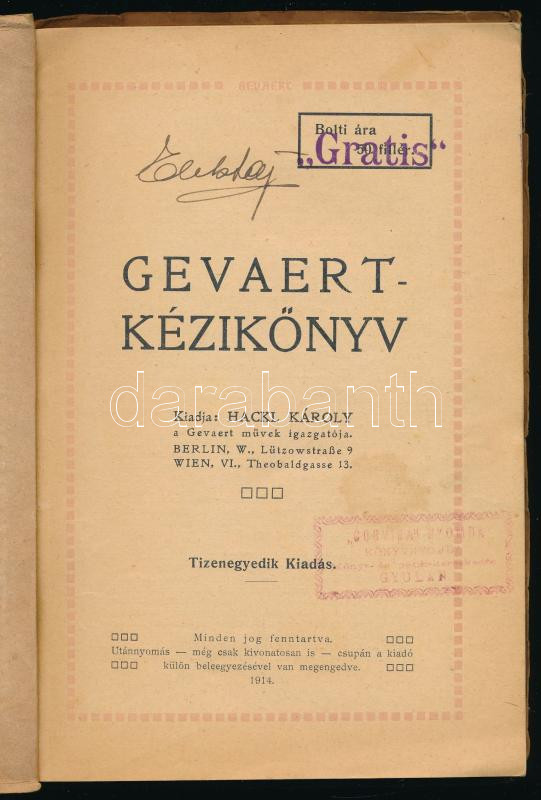 GEVAERT
Bolti ára
50 fillér.
„Gratis“
GEVAERT-
KÉZIKÖNYV
darabanth
Kiadja: HACKL KÁROLY
a Gevaert művek igazgatója.
BERLIN, W., Lützowstraße 9
WIEN, VI., Theobaldgasse 13.
Tizenegyedik Kiadás.
GYULÁN
Minden jog fenntartva.
Utánnyomás — még csak kivonatosan is — csupán a kiadó
külön beleegyezésével van megengedve.
1914.